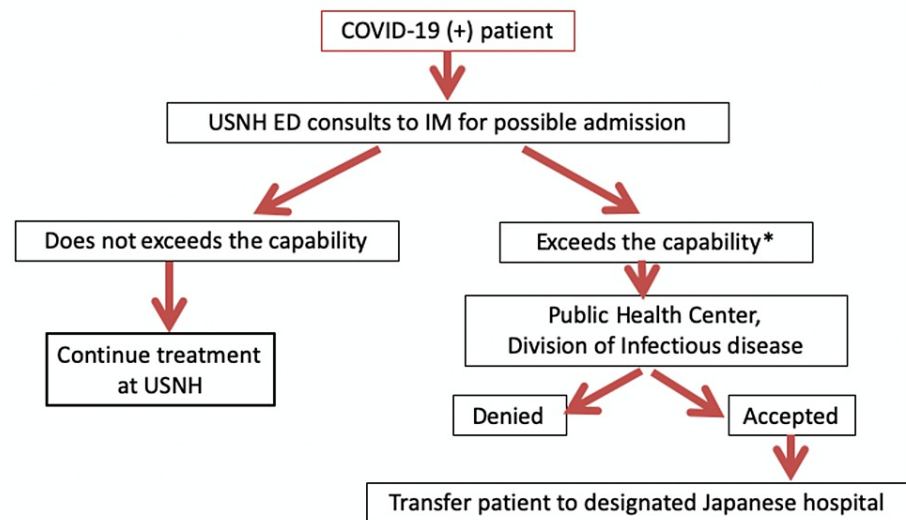 COVID-19 (+) patient
USNH ED consults to IM for possible admission
Does not exceeds the capability
Exceeds the capability*
Continue treatment
at USNH
Public Health Center,
Division of Infectious disease
Denied
Accepted
Transfer patient to designated Japanese hospital